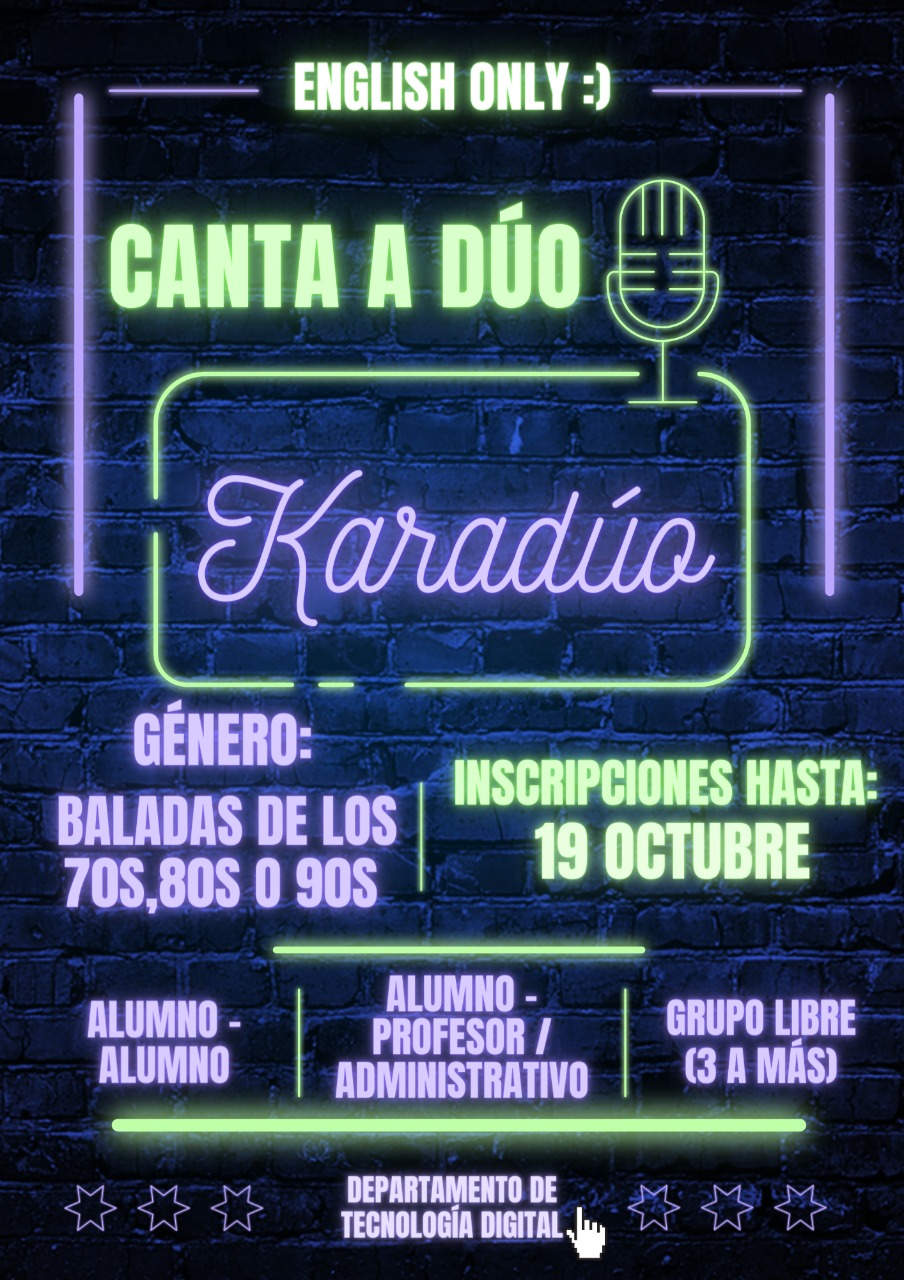 ENGLISH ONLY :)
CANTA A DÚO
Karadúo
GÉNERO:
BALADAS DE LOS
70S,80S O 90S
INSCRIPCIONES HASTA:
19 OCTUBRE
ALUMNO -
ALUMNO
ALUMNO -
PROFESOR /
ADMINISTRATIVO
GRUPO LIBRE
(3 A MÁS)
DEPARTAMENTO DE
TECNOLOGÍA DIGITAL